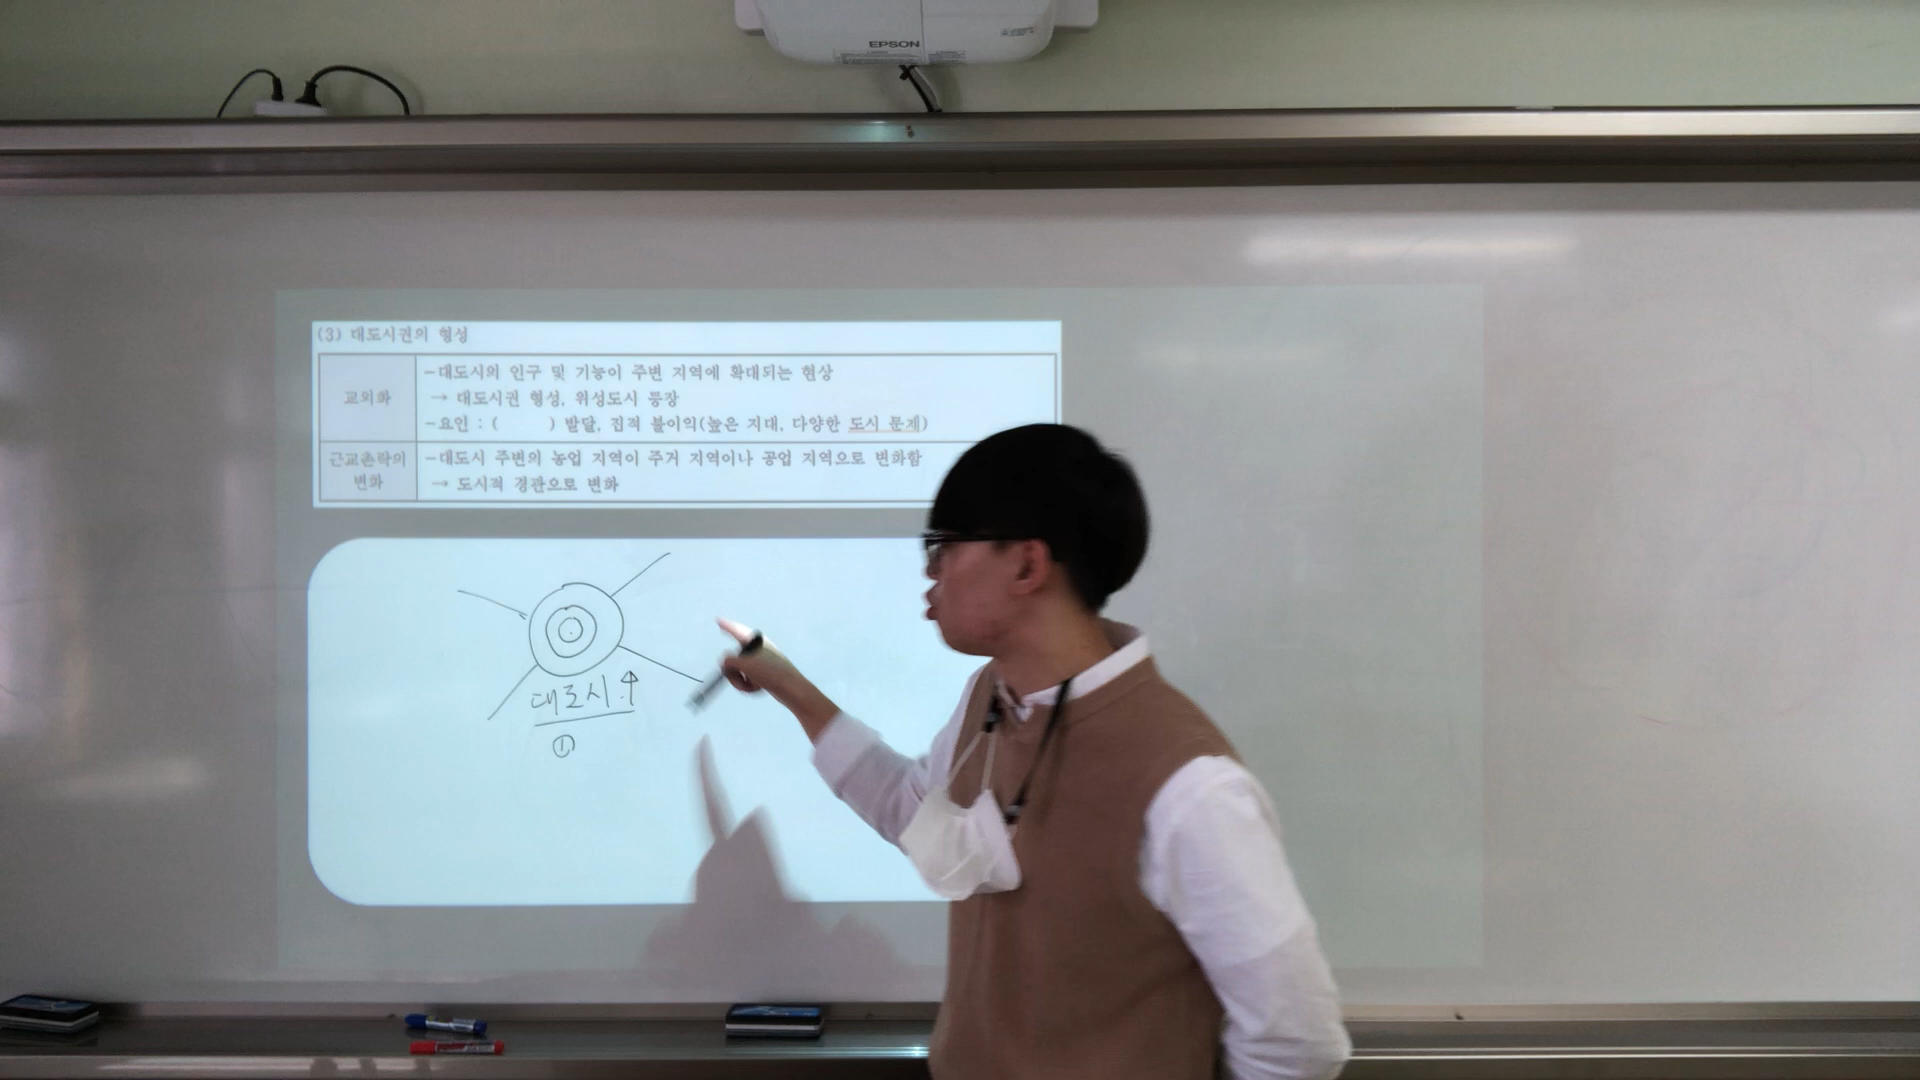 EPSON
(3) 대도시권의 형성
교외화
-대도시의 인구 및 기능이 주변 지역에 확대되는 현상
→ 대도시권 형성, 위성도시 등장
-요인 : (      ) 발달, 집적 불이익(높은 지대, 다양한 도시 문제)
근교촌락의
변화
-대도시 주변의 농업 지역이 주거 지역이나 공업 지역으로 변화함
→ 도시적 경관으로 변화
대도시↑
①